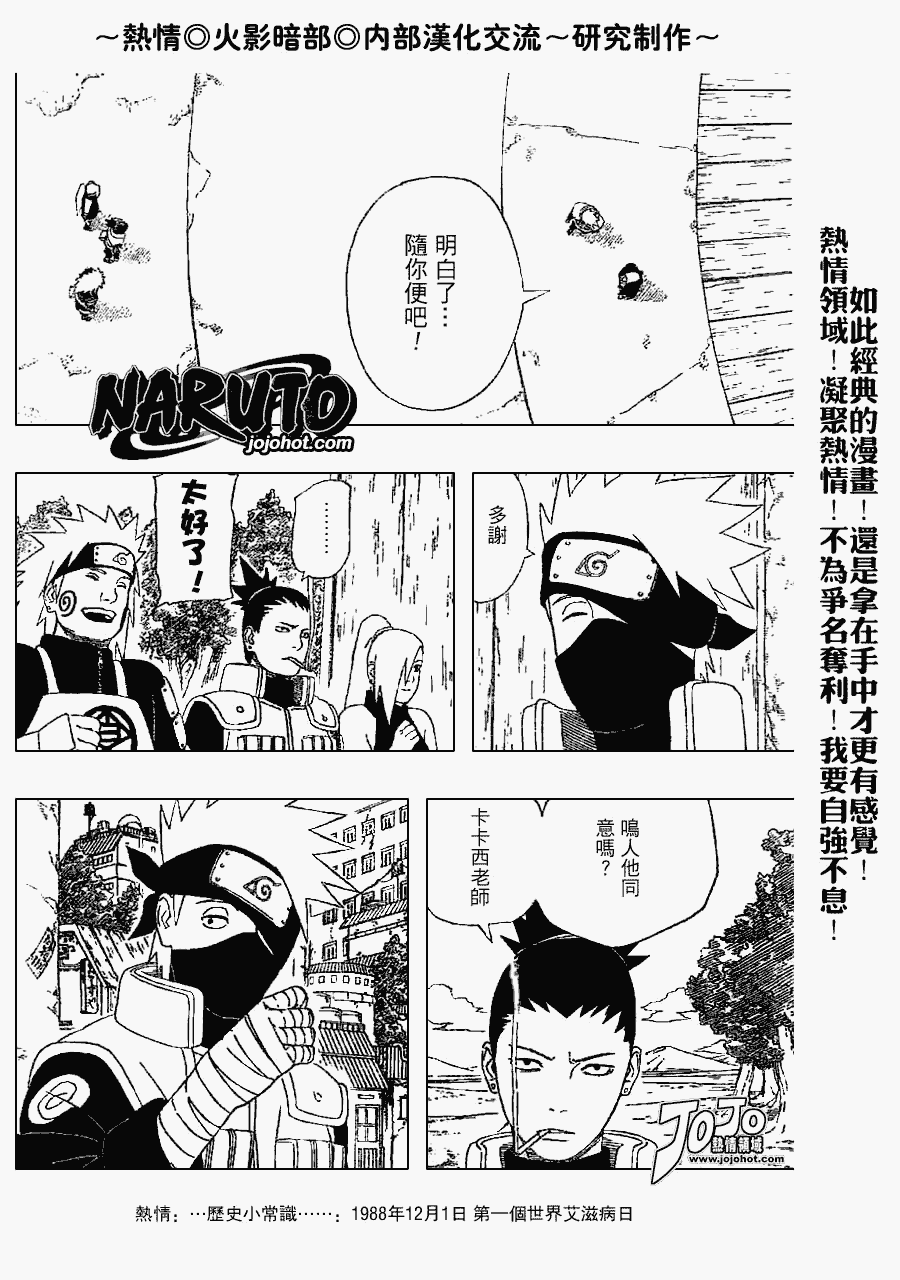 ～熱情◎火影暗部◎內部漢化交流～研究制作～
明白了…
隨你便吧！
NARUTO
jojohot.com
多謝
………
太好了！
鳴人他同
意嗎？
卡卡西老師
如此經典的漫畫！還是拿在手中才更有感覺！
熱情領域！凝聚熱情！不為爭名奪利！我要自強不息！
JOJO
熱情領域
www.jojohot.com
熱情：…歷史小常識……：1988年12月1日 第一個世界艾滋病日